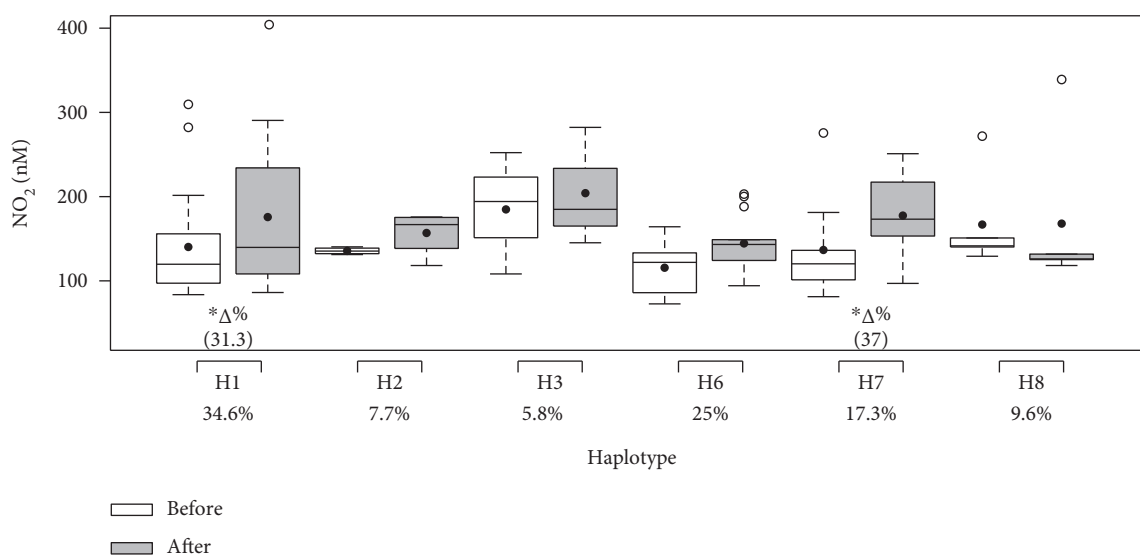 400
300
200
100
NO₂ (nM)
*Δ% *Δ%
(31.3) (37)
H1 H2 H3 H6 H7 H8
34.6% 7.7% 5.8% 25% 17.3% 9.6%
Haplotype
Before
After